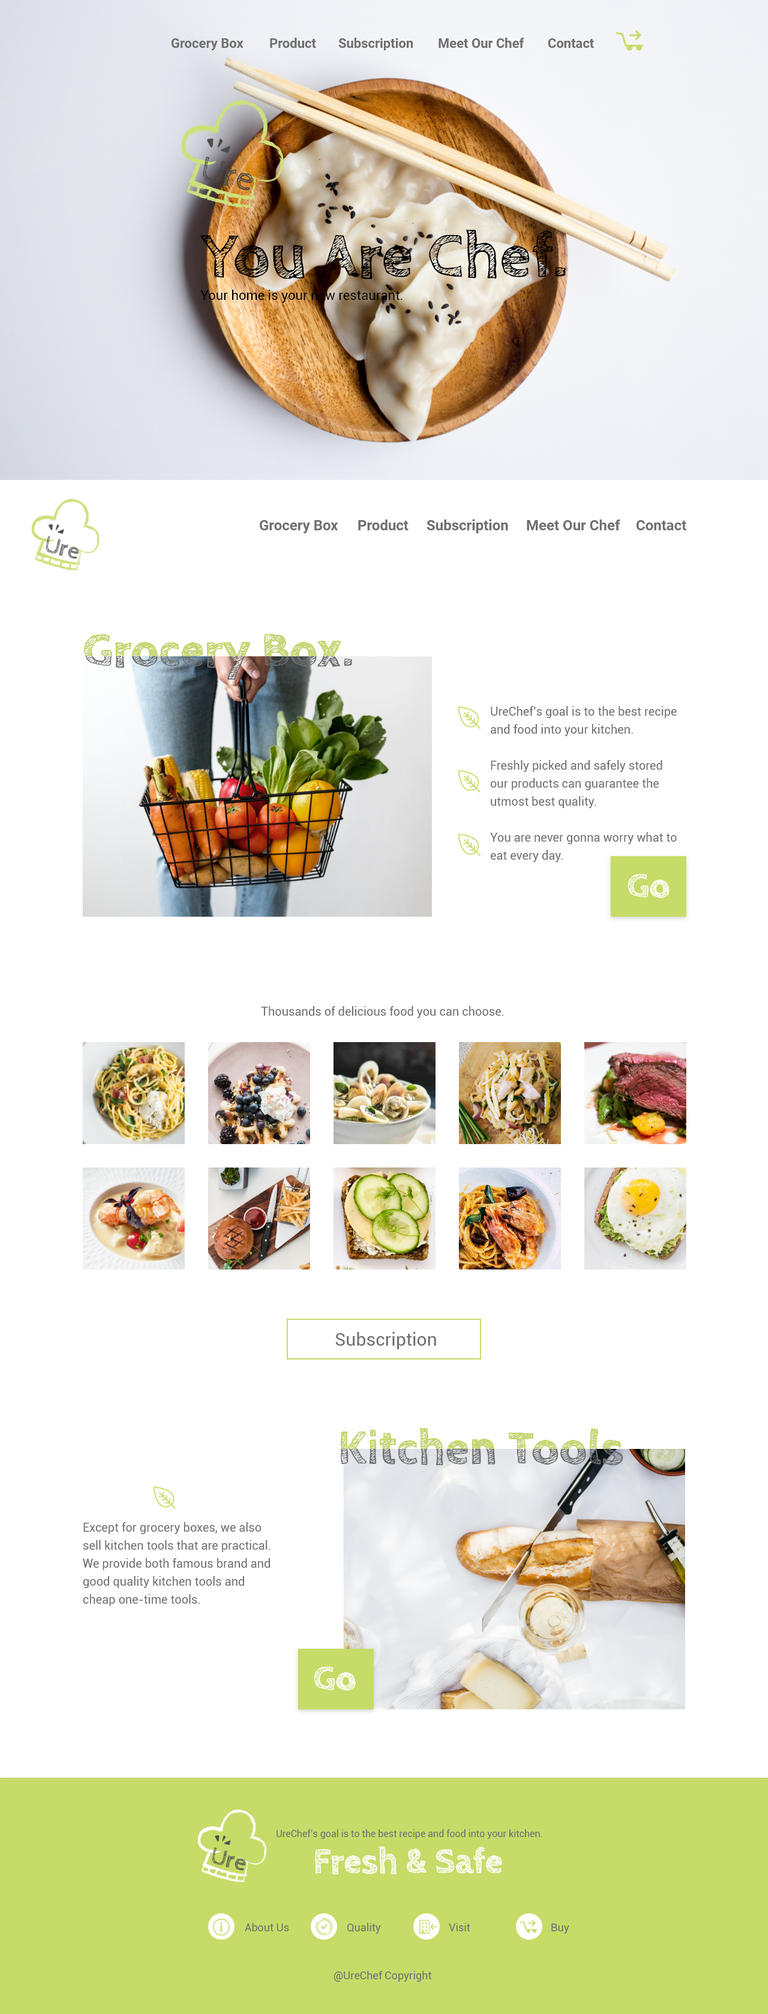 Grocery Box Product Subscription Meet Our Chef Contact
Ure
You Are Chef.
Your home is your new restaurant.
Ure
Grocery Box Product Subscription Meet Our Chef Contact
Grocery Box.
UreChef's goal is to the best recipe
and food into your kitchen.
Freshly picked and safely stored
our products can guarantee the
utmost best quality.
You are never gonna worry what to
eat every day.
Go
Thousands of delicious food you can choose.
Subscription
Kitchen Tools
Except for grocery boxes, we also
sell kitchen tools that are practical.
We provide both famous brand and
good quality kitchen tools and
cheap one-time tools.
Go
Ure
UreChef's goal is to the best recipe and food into your kitchen.
Fresh & Safe
About Us Quality Visit Buy
@UreChef Copyright